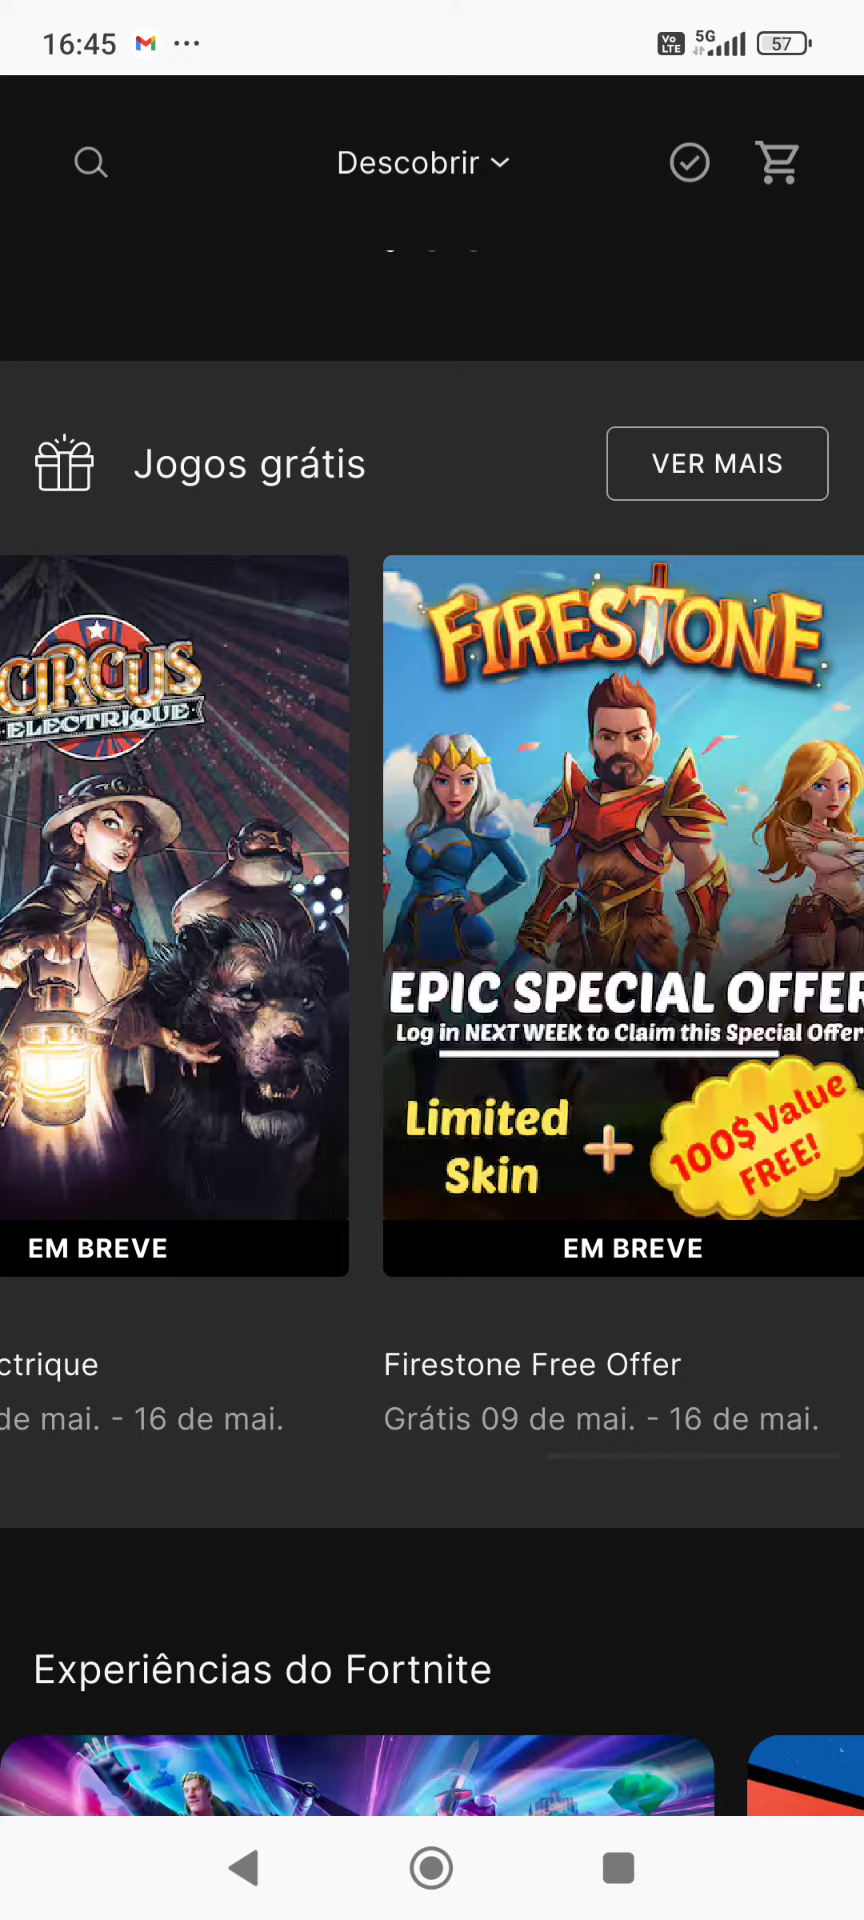 16:45
Vo
LTE
5G
57
Descobrir
Jogos grátis
VER MAIS
CIRCUS
ELECTRIQUE
FIRESTONE
EPIC SPECIAL OFFER
Log in NEXT WEEK to Claim this Special Offer
Limited
Skin
+
100$ Value
FREE!
EM BREVE
EM BREVE
ctrique
Firestone Free Offer
de mai. - 16 de mai.
Grátis 09 de mai. - 16 de mai.
Experiências do Fortnite